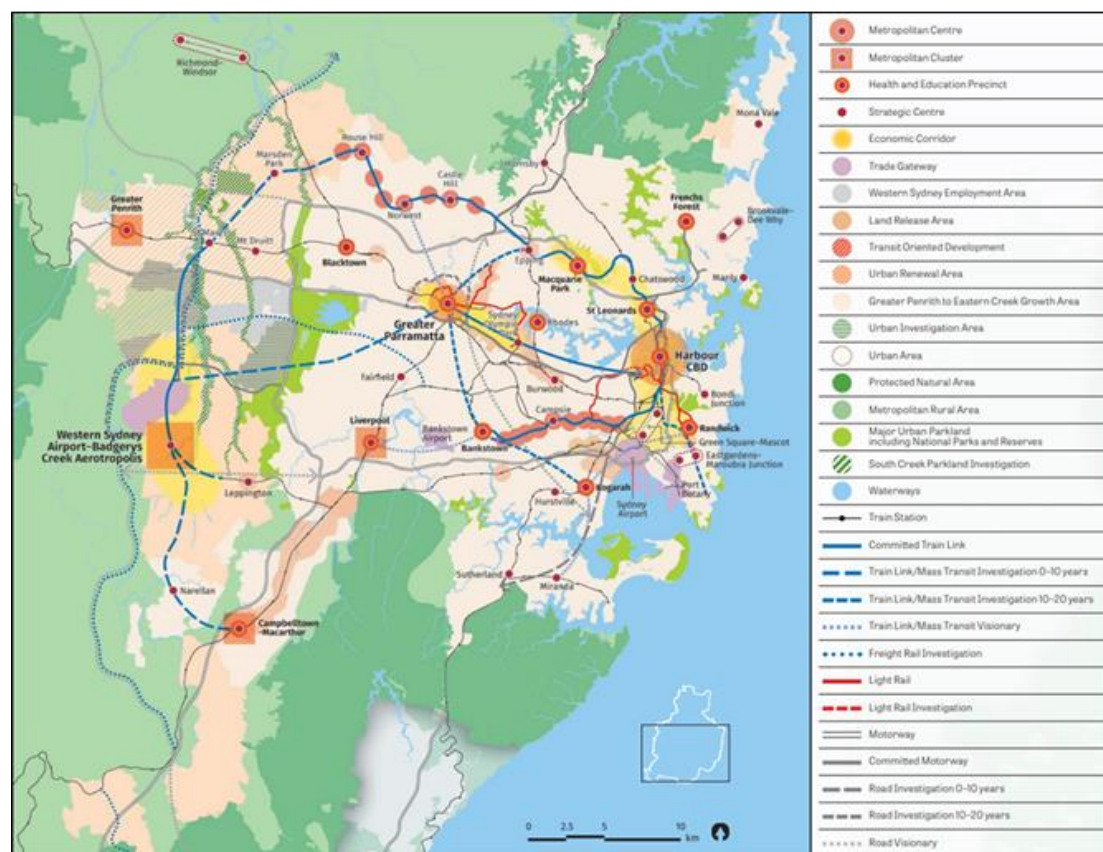 Richmond-
Windsor
Mona Vale
Rouse Hill
Marsden
Park
Hornsby
Castle
Hill
Greater
Penrith
Norwest
Frenchs
Forest
Brookvale-
Dee Why
St Marys
Mt Druitt
Blacktown
Epping
Macquarie
Park
Chatswood
Manly
St Leonards
Greater
Parramatta
Sydney
Olympic
Rhodes
Harbour
CBD
Fairfield
Burwood
Bondi
Junction
Liverpool
Campsie
Western Sydney
Airport-Badgerys
Creek Aerotropolis
Bankstown
Airport
Bankstown
Randwick
Green Square-Mascot
Eastgardens-
Maroubra Junction
Leppington
Kogarah
Port
Botany
Hurstville
Sydney
Airport
Sutherland
Miranda
Narellan
Campbelltown
-Macarthur
0 2.5 5 10
km
Metropolitan Centre
Metropolitan Cluster
Health and Education Precinct
Strategic Centre
Economic Corridor
Trade Gateway
Western Sydney Employment Area
Land Release Area
Transit Oriented Development
Urban Renewal Area
Greater Penrith to Eastern Creek Growth Area
Urban Investigation Area
Urban Area
Protected Natural Area
Metropolitan Rural Area
Major Urban Parkland
including National Parks and Reserves
South Creek Parkland Investigation
Waterways
Train Station
Committed Train Link
Train Link/Mass Transit Investigation 0-10 years
Train Link/Mass Transit Investigation 10-20 years
Train Link/Mass Transit Visionary
Freight Rail Investigation
Light Rail
Light Rail Investigation
Motorway
Committed Motorway
Road Investigation 0-10 years
Road Investigation 10-20 years
Road Visionary